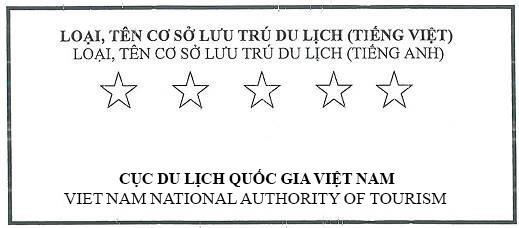 LOẠI, TÊN CƠ SỞ LƯU TRÚ DU LỊCH (TIẾNG VIỆT)
LOẠI, TÊN CƠ SỞ LƯU TRÚ DU LỊCH (TIẾNG ANH)
CỤC DU LỊCH QUỐC GIA VIỆT NAM
VIET NAM NATIONAL AUTHORITY OF TOURISM